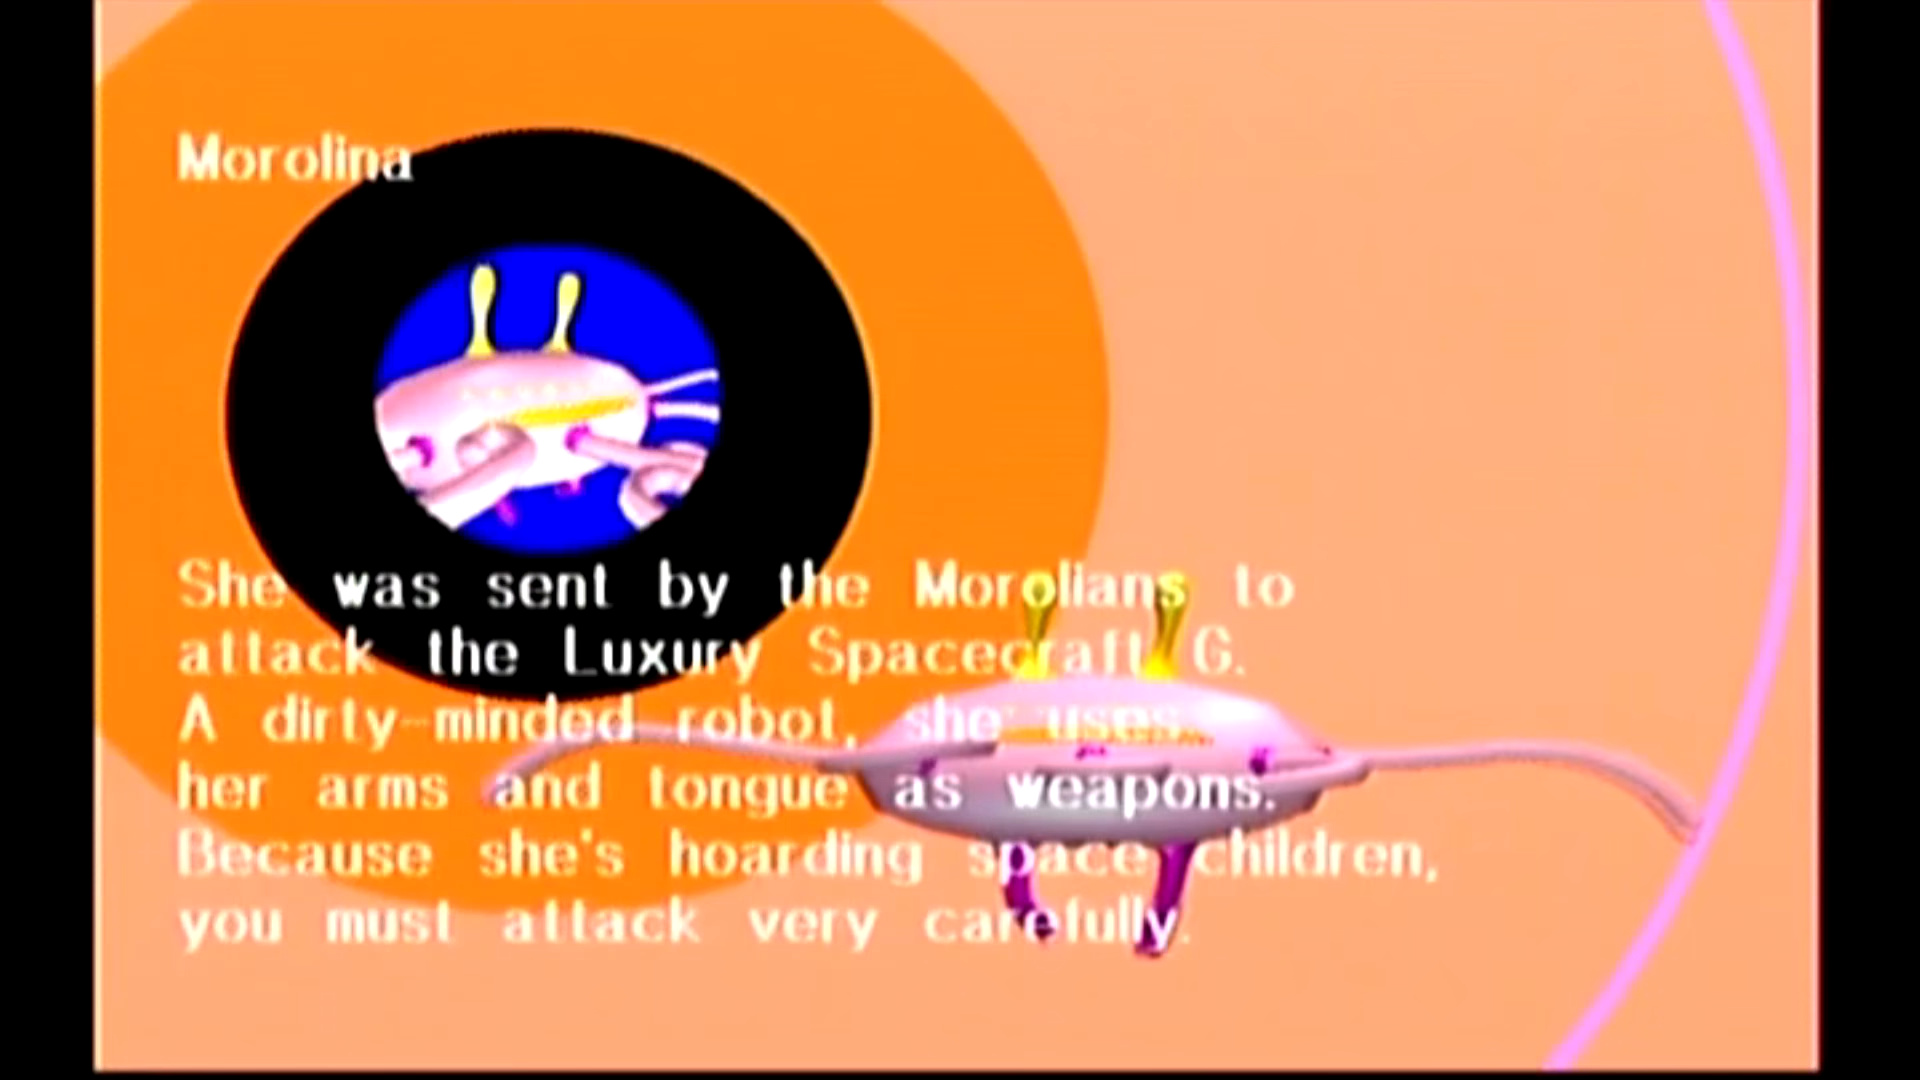 Morolina
She was sent by the Morolians to
attack the Luxury Spacecraft G.
A dirty-minded robot, she uses
her arms and tongue as weapons.
Because she's hoarding space children,
you must attack very carefully.